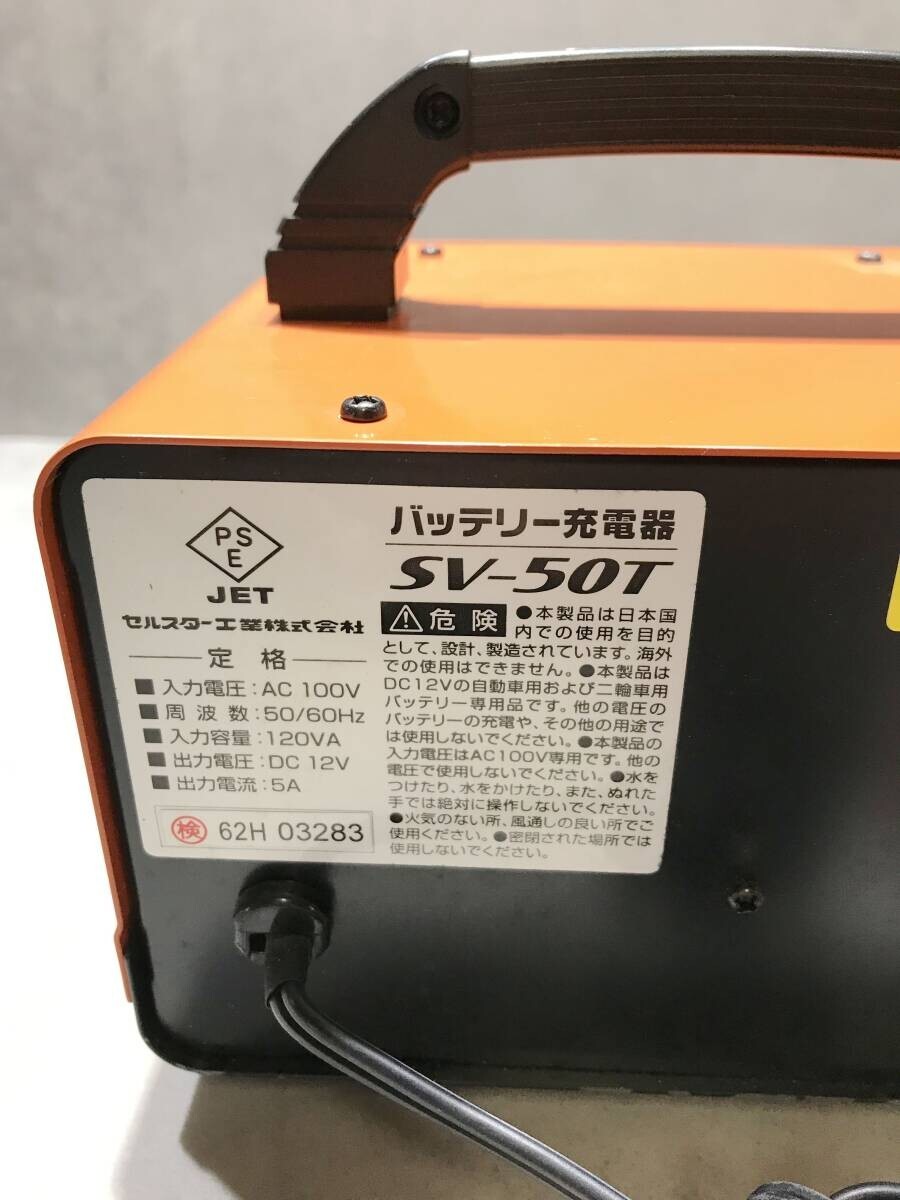 PS
E
JET
セルスター工業株式会社
定格
■入力電圧:AC 100V
■周波数:50/60Hz
■入力容量:120VA
■出力電圧:DC 12V
■出力電流:5A
検 62H 03283
バッテリー充電器
SV-50T
⚠危険 ●本製品は日本国
内での使用を目的
として、設計、製造されています。海外
での使用はできません。●本製品は
DC12Vの自動車用および二輪車用
バッテリー専用品です。他の電圧の
バッテリーの充電や、その他の用途で
は使用しないでください。●本製品の
入力電圧はAC100V専用です。他の
電圧で使用しないでください。●水を
つけたり、水をかけたり、また、ぬれた
手では絶対に操作しないでください。
●火気のない所、風通しの良い所でご
使用ください。●密閉された場所では
使用しないでください。